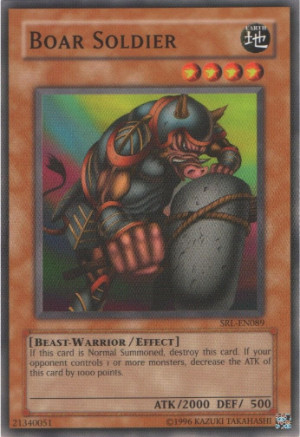 BOAR SOLDIER
EARTH
地
SRL-EN089
[BEAST-WARRIOR / EFFECT]
If this card is Normal Summoned, destroy this card. If your
opponent controls 1 or more monsters, decrease the ATK of
this card by 1000 points.
ATK/2000 DEF/ 500
21340051
©1996 KAZUKI TAKAHASHI